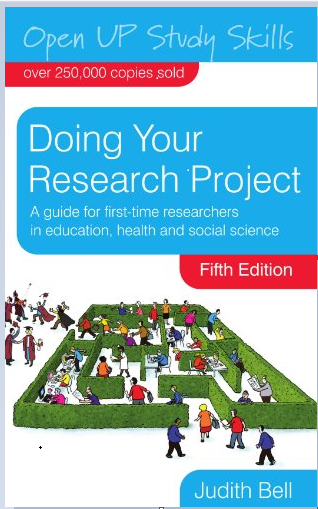 Open UP Study Skills
over 250,000 copies sold
Doing Your
Research Project
A guide for first-time researchers
in education, health and social science
Fifth Edition
Judith Bell